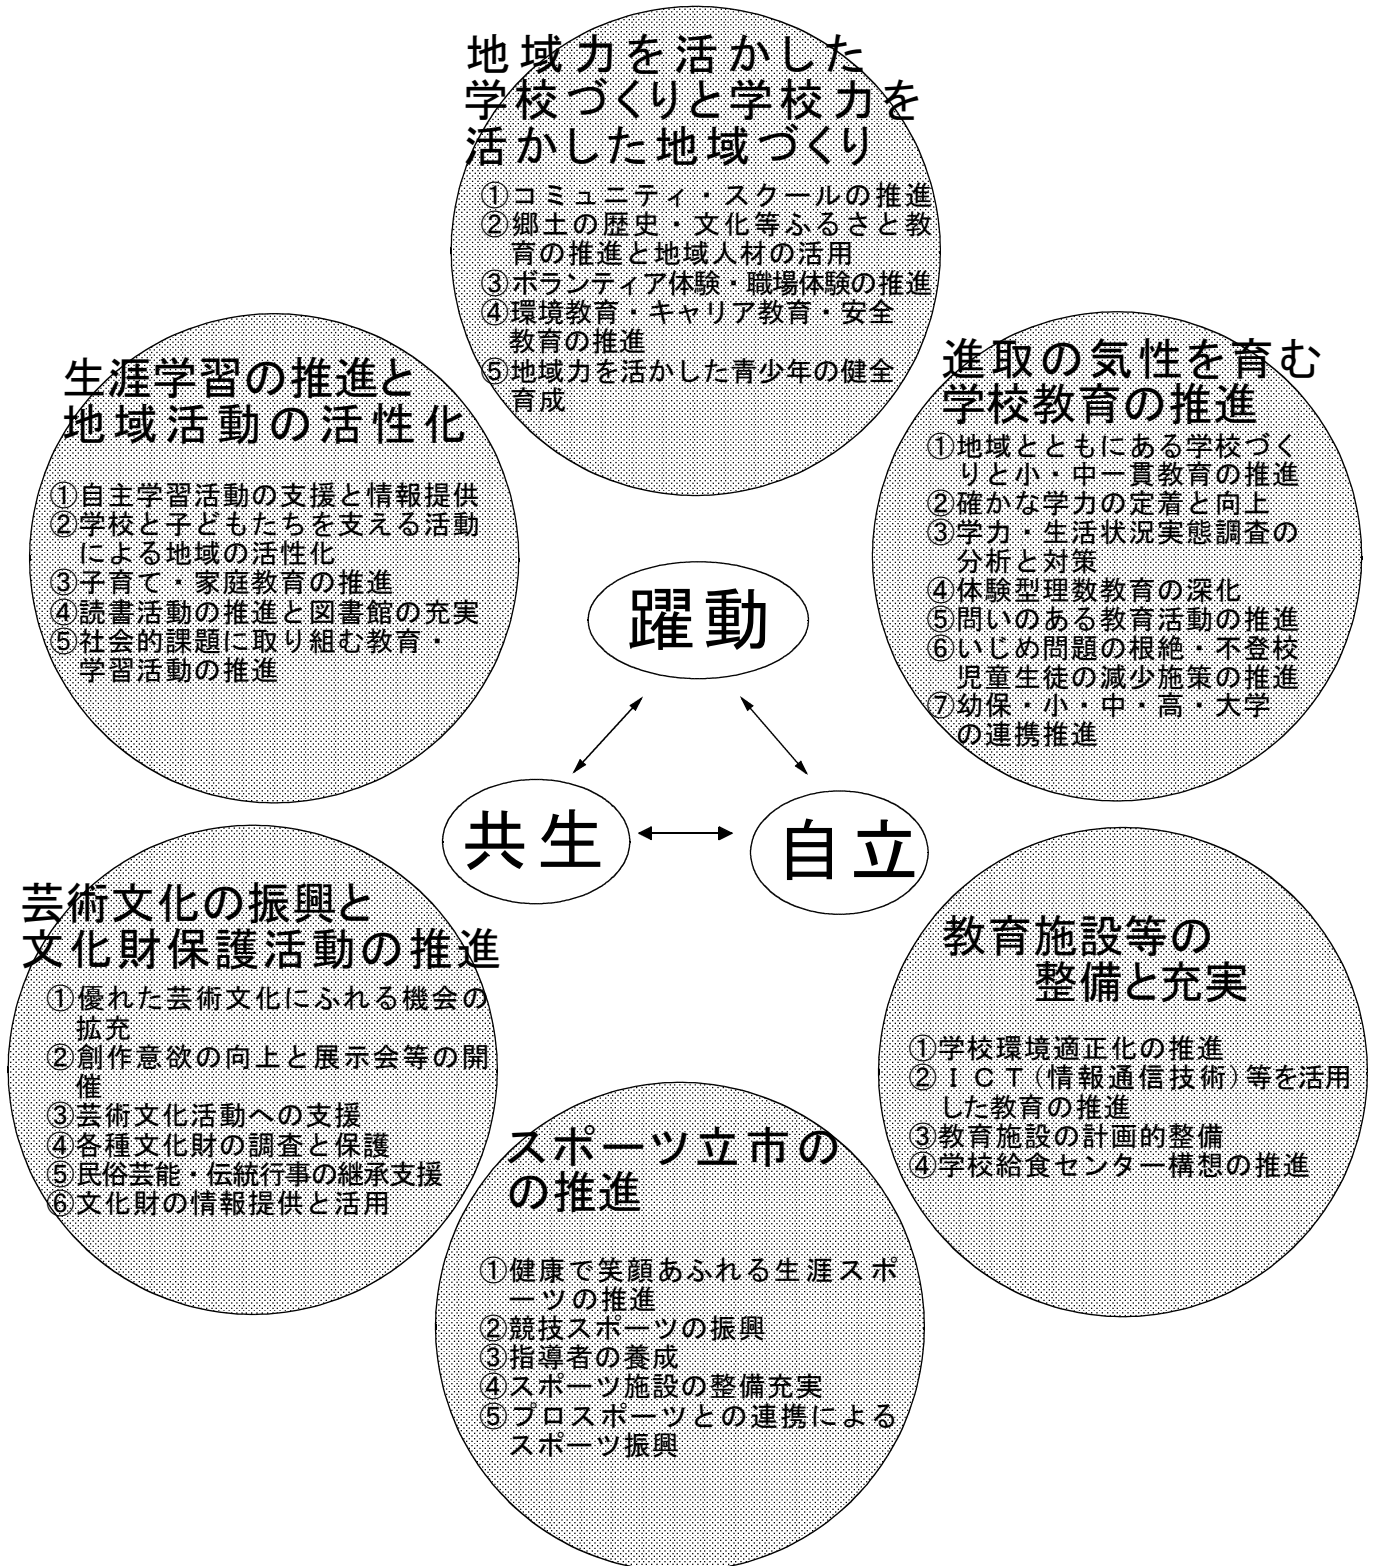 地域力を活かした
学校づくりと学校力を
活かした地域づくり
①コミュニティ・スクールの推進
②郷土の歴史・文化等ふるさと教
育の推進と地域人材の活用
③ボランティア体験・職場体験の推進
④環境教育・キャリア教育・安全
教育の推進
⑤地域力を活かした青少年の健全
育成
生涯学習の推進と
地域活動の活性化
①自主学習活動の支援と情報提供
②学校と子どもたちを支える活動
による地域の活性化
③子育て・家庭教育の推進
④読書活動の推進と図書館の充実
⑤社会的課題に取り組む教育・
学習活動の推進
進取の気性を育む
学校教育の推進
①地域とともにある学校づく
りと小・中一貫教育の推進
②確かな学力の定着と向上
③学力・生活状況実態調査の
分析と対策
④体験型理数教育の深化
⑤問いのある教育活動の推進
⑥いじめ問題の根絶・不登校
児童生徒の減少施策の推進
⑦幼保・小・中・高・大学
の連携推進
躍動
共生
自立
芸術文化の振興と
文化財保護活動の推進
①優れた芸術文化にふれる機会の
拡充
②創作意欲の向上と展示会等の開
催
③芸術文化活動への支援
④各種文化財の調査と保護
⑤民俗芸能・伝統行事の継承支援
⑥文化財の情報提供と活用
教育施設等の
整備と充実
①学校環境適正化の推進
②ＩＣＴ(情報通信技術)等を活用
した教育の推進
③教育施設の計画的整備
④学校給食センター構想の推進
スポーツ立市の
の推進
①健康で笑顔あふれる生涯スポ
ーツの推進
②競技スポーツの振興
③指導者の養成
④スポーツ施設の整備充実
⑤プロスポーツとの連携による
スポーツ振興